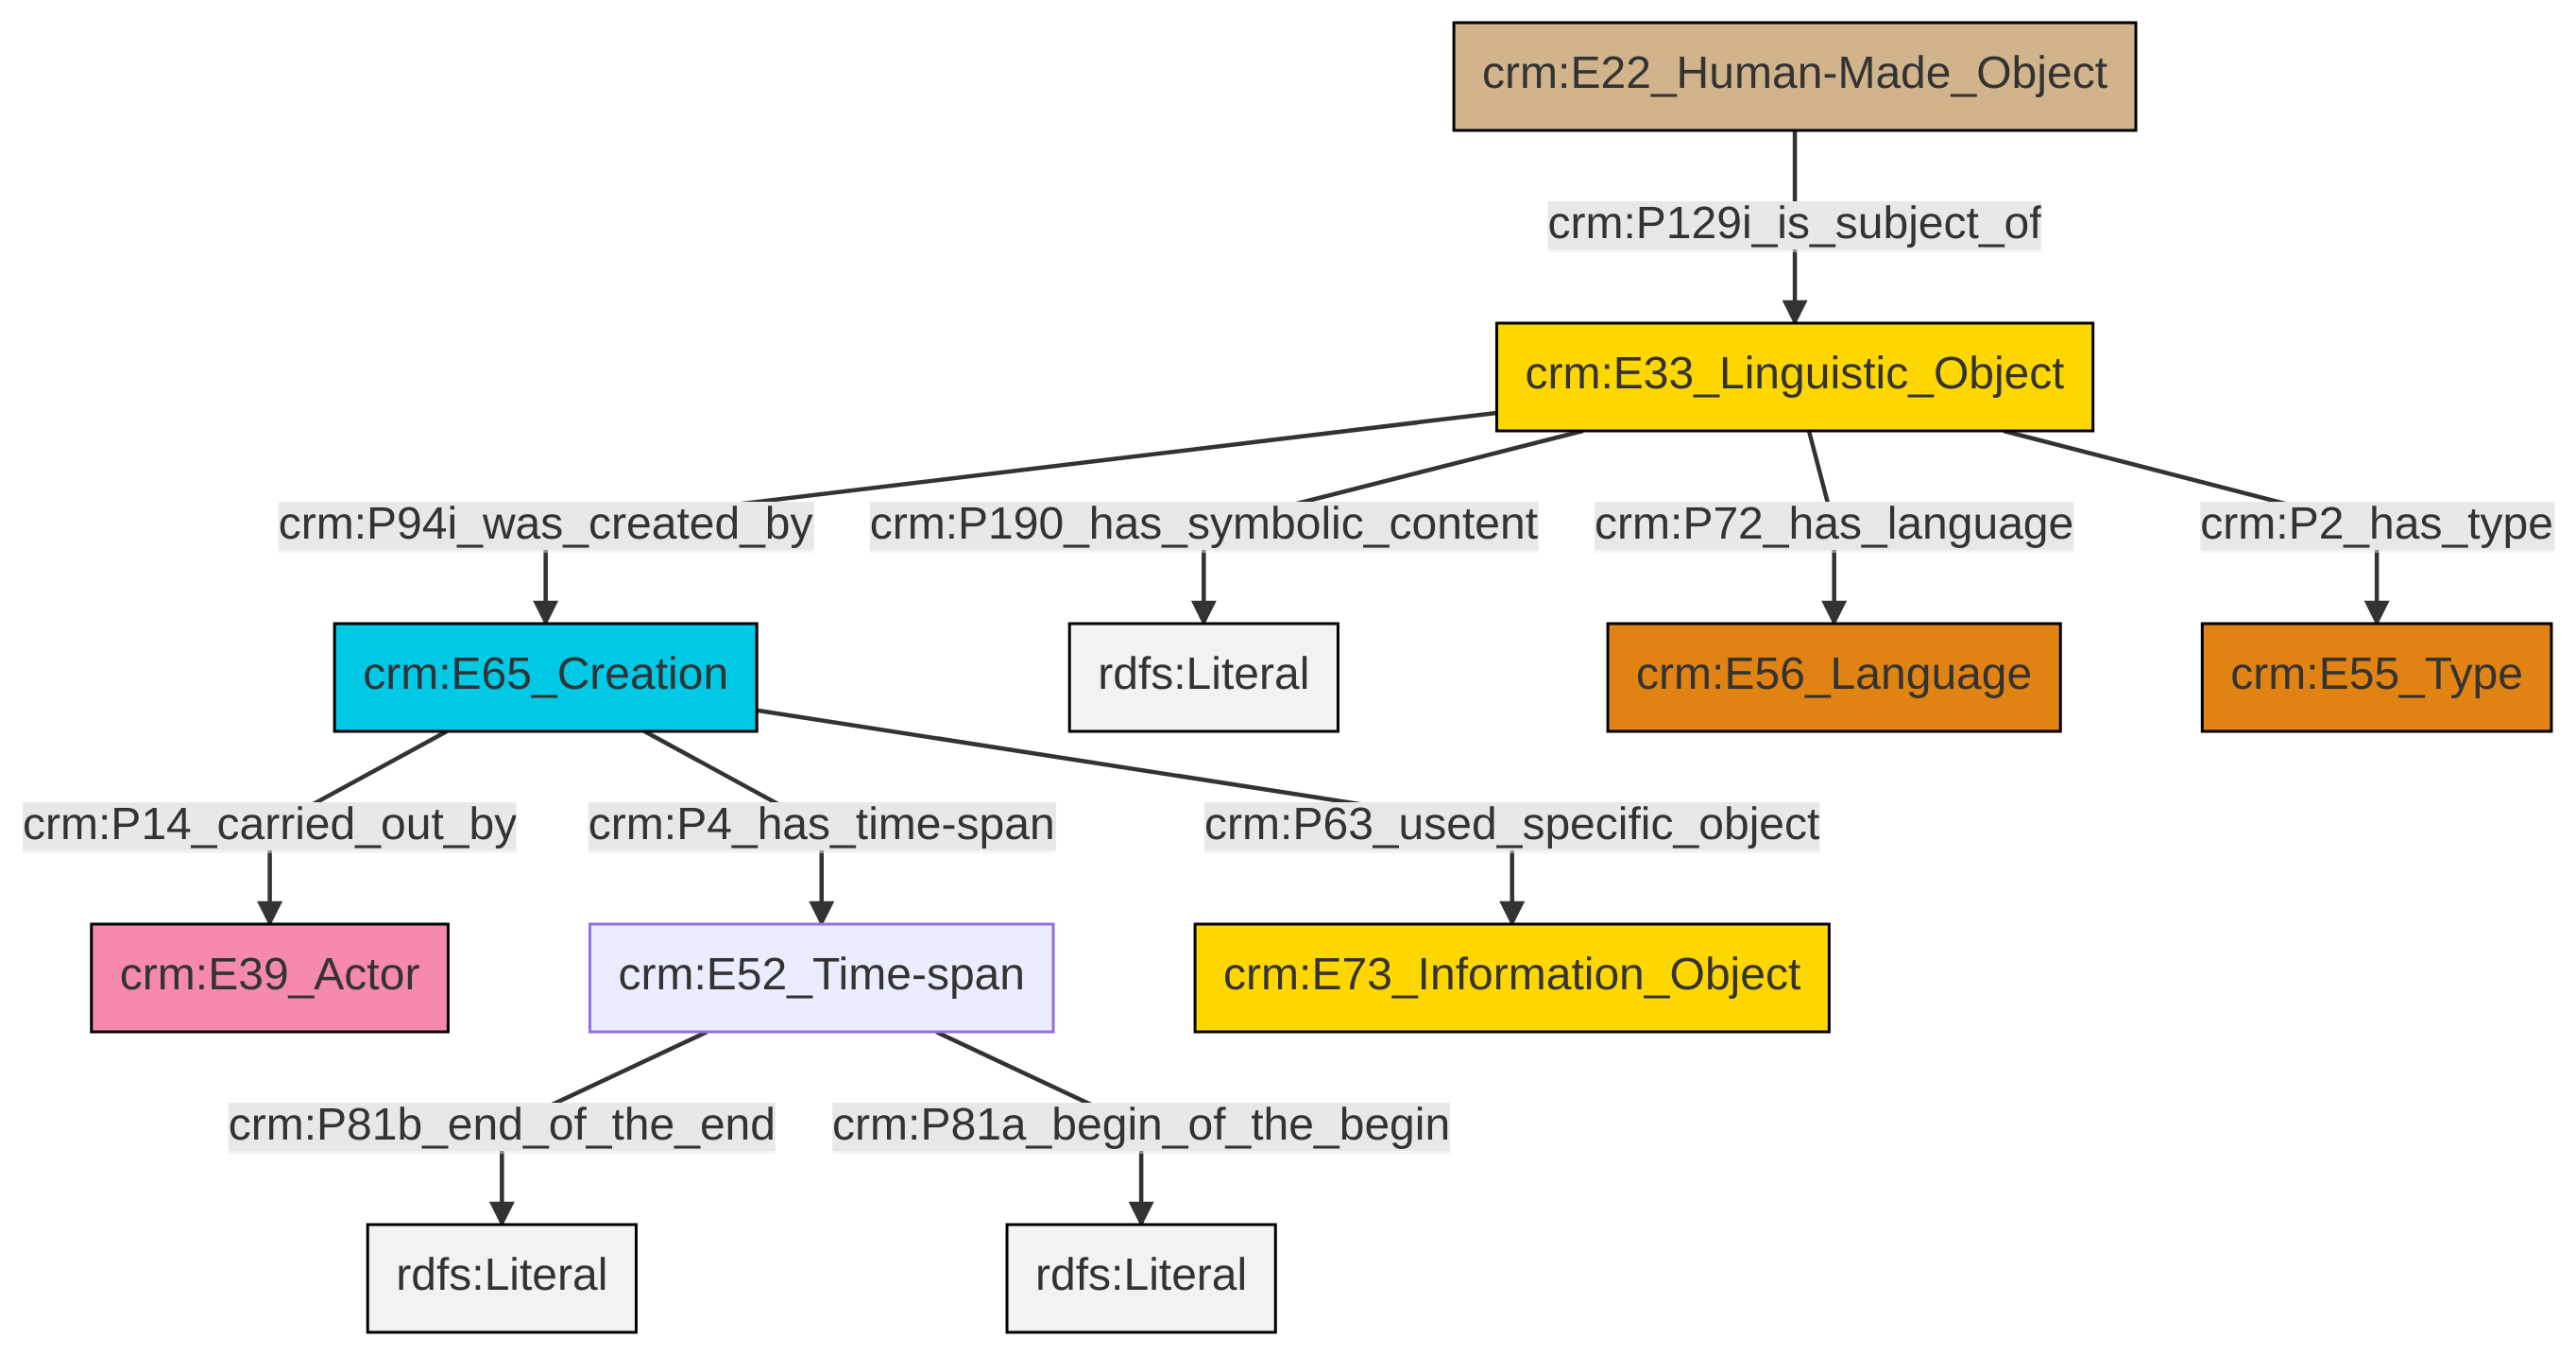 crm:E22_Human-Made_Object
crm:P129i_is_subject_of
crm:E33_Linguistic_Object
crm:P94i_was_created_by
crm:P190_has_symbolic_content
crm:P72_has_language
crm:P2_has_type
crm:E65_Creation
rdfs:Literal
crm:E56_Language
crm:E55_Type
crm:P14_carried_out_by
crm:P4_has_time-span
crm:P63_used_specific_object
crm:E39_Actor
crm:E52_Time-span
crm:E73_Information_Object
crm:P81b_end_of_the_end
crm:P81a_begin_of_the_begin
rdfs:Literal
rdfs:Literal